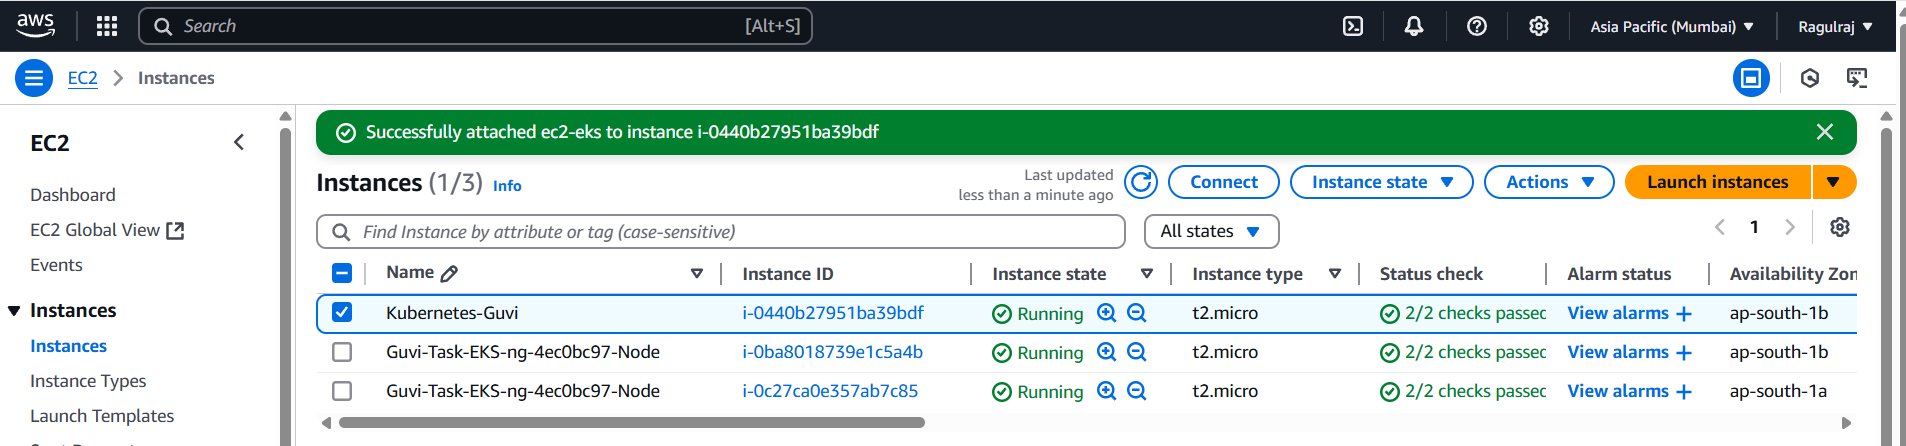 aws Search [Alt+S] Asia Pacific (Mumbai) Ragulraj
EC2 Instances
EC2
Dashboard
EC2 Global View
Events
Instances
Instances
Instance Types
Launch Templates
Successfully attached ec2-eks to instance i-0440b27951ba39bdf
Instances (1/3) Info
Last updated
less than a minute ago
Connect Instance state Actions Launch instances
Find Instance by attribute or tag (case-sensitive) All states 1
Name Instance ID Instance state Instance type Status check Alarm status Availability Zon
Kubernetes-Guvi i-0440b27951ba39bdf Running t2.micro 2/2 checks passed View alarms + ap-south-1b
Guvi-Task-EKS-ng-4ec0bc97-Node i-0ba8018739e1c5a4b Running t2.micro 2/2 checks passed View alarms + ap-south-1b
Guvi-Task-EKS-ng-4ec0bc97-Node i-0c27ca0e357ab7c85 Running t2.micro 2/2 checks passed View alarms + ap-south-1a